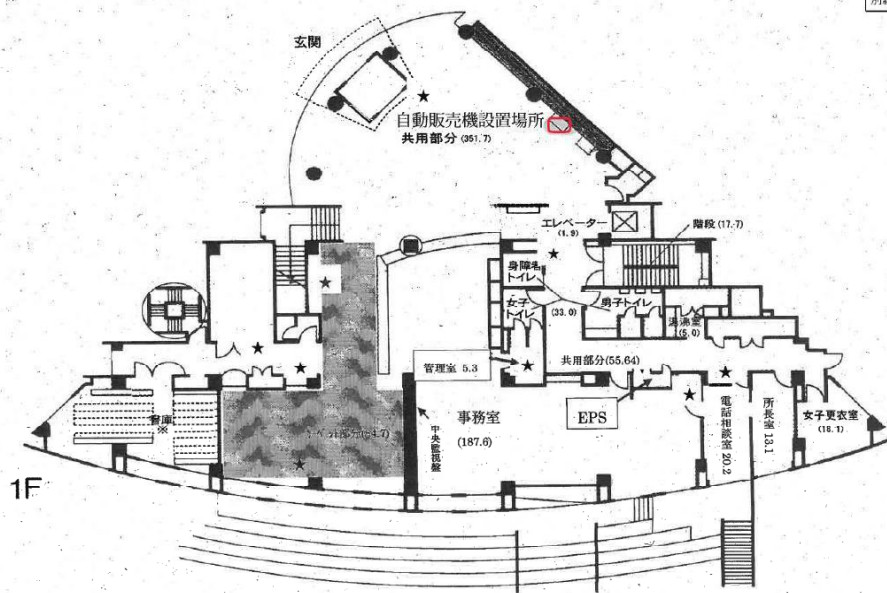 玄関
自動販売機設置場所
共用部分 (351.7)
エレベーター
(1.9)
階段 (17.7)
身障者
トイレ
女子
トイレ
男子トイレ
(33.0)
湯沸室
(5.0)
共用部分 (55.64)
管理室 5.3
EPS
書庫
※
事務室
(187.6)
中央監視盤
電話相談室 20.2
所長室 13.1
女子更衣室
(18.1)
1F